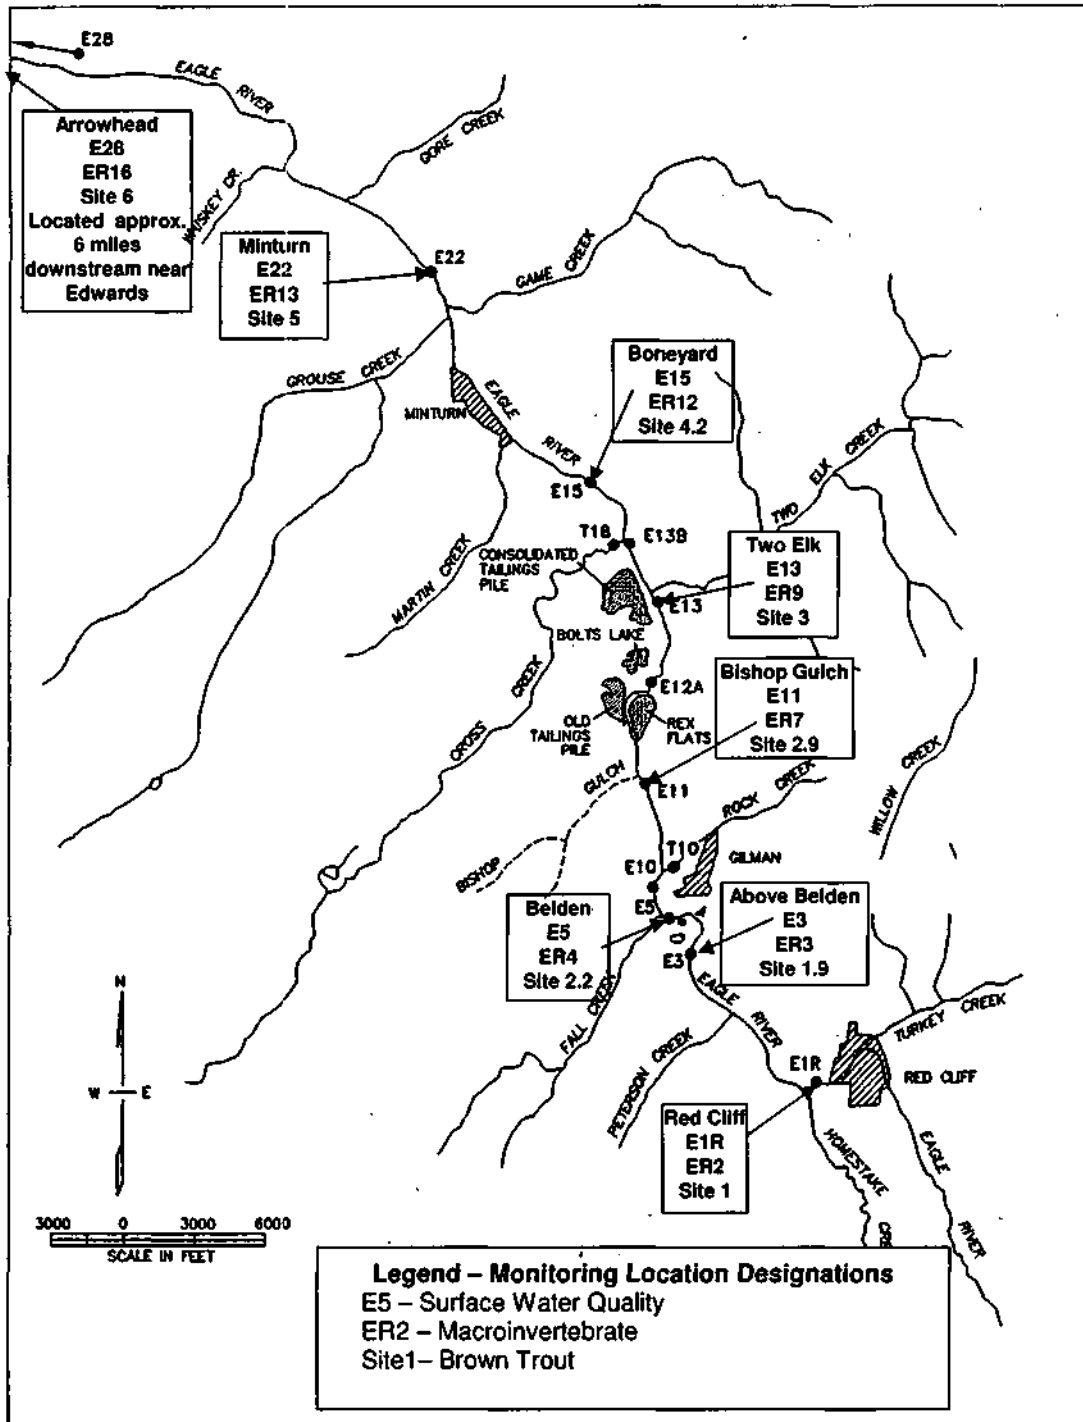 E28
EAGLE
RIVER
GORE CREEK
Arrowhead
E26
ER16
Site 6
Located approx.
6 miles
downstream near
Edwards
CR.
Minturn
E22
ER13
Site 5
E22
GAME CREEK
GROUSE CREEK
MINTURN
EAGLE
RIVER
Boneyard
E15
ER12
Site 4.2
E15
TWO ELK CREEK
T18
E13B
CONSOLIDATED
TAILINGS
PILE
MARTIN CREEK
Two Elk
E13
ER9
Site 3
E13
BOLTS LAKE
E12A
OLD
TAILINGS
PILE
REX
FLATS
CROSS CREEK
Bishop Gulch
E11
ER7
Site 2.9
E11
BISHOP GULCH
WILLOW CREEK
ROCK CREEK
T10
E10
GILMAN
Belden
E5
ER4
Site 2.2
E5
Above Belden
E3
ER3
Site 1.9
E3
FALL CREEK
EAGLE
RIVER
PETERSON CREEK
TURKEY CREEK
E1R
RED CLIFF
Red Cliff
E1R
ER2
Site 1
HOMESTAKE
CRE
EAGLE
RIVER
N
W
E
3000 0 3000 6000
SCALE IN FEET
Legend – Monitoring Location Designations
E5 – Surface Water Quality
ER2 – Macroinvertebrate
Site1– Brown Trout